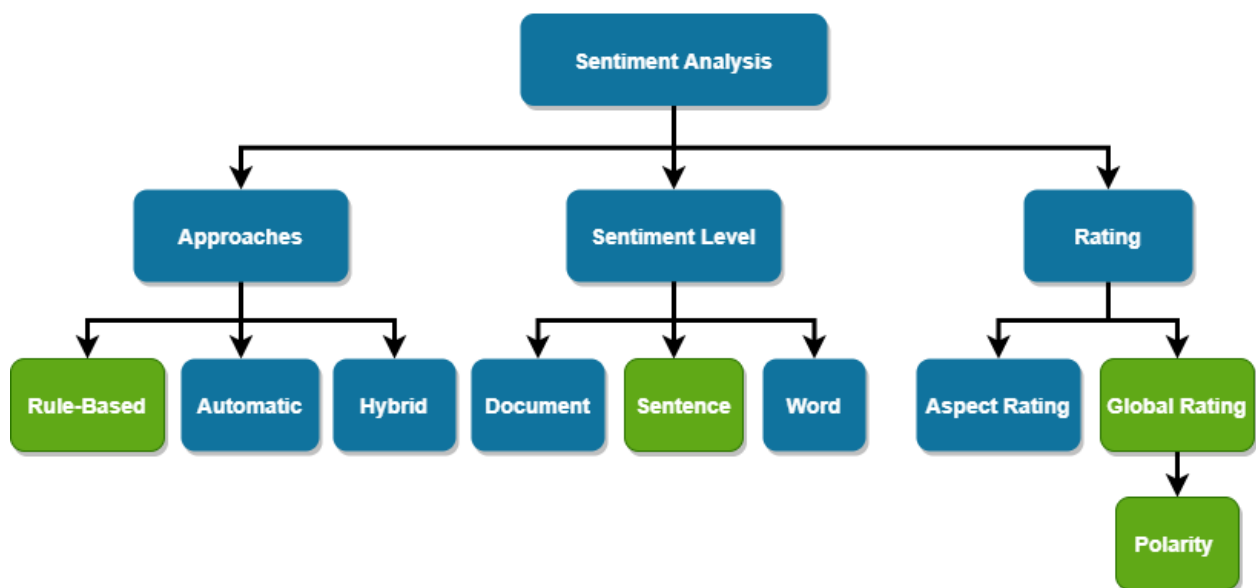 Sentiment Analysis
Approaches
Sentiment Level
Rating
Rule-Based
Automatic
Hybrid
Document
Sentence
Word
Aspect Rating
Global Rating
Polarity